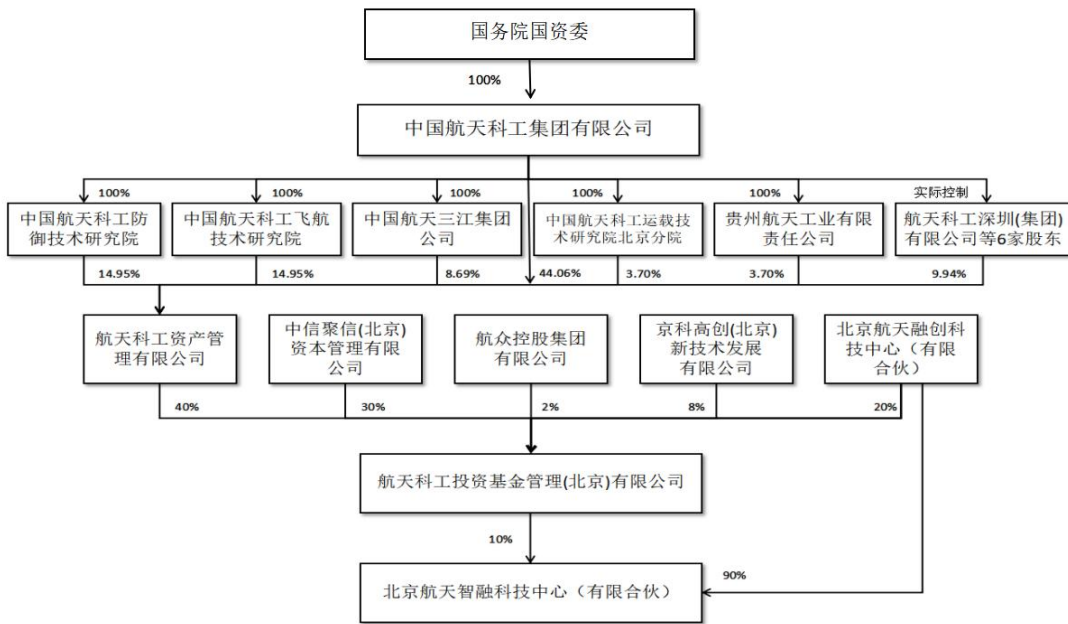 国务院国资委
100%
中国航天科工集团有限公司
100%
100%
100%
100%
100%
实际控制
中国航天科工防
御技术研究院
中国航天科工飞航
技术研究院
中国航天三江集团
公司
中国航天科工运载技
术研究院北京分院
贵州航天工业有限
责任公司
航天科工深圳(集团)
有限公司等6家股东
14.95%
14.95%
8.69%
44.06%
3.70%
3.70%
9.94%
航天科工资产管
理有限公司
中信聚信(北京)
资本管理有限公
司
航众控股集团
有限公司
京科高创(北京)
新技术发展
有限公司
北京航天融创科
技中心（有限
合伙）
40%
30%
2%
8%
20%
航天科工投资基金管理(北京)有限公司
10%
90%
北京航天智融科技中心（有限合伙）